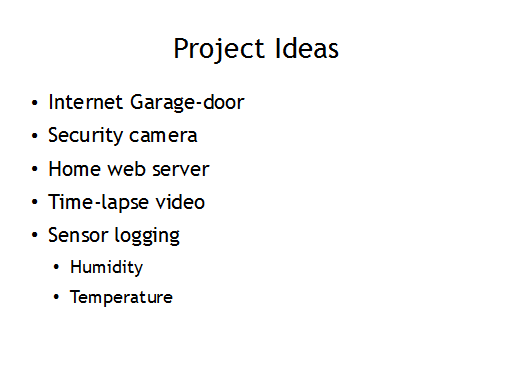 Project Ideas
• Internet Garage-door
• Security camera
• Home web server
• Time-lapse video
• Sensor logging
• Humidity
• Temperature